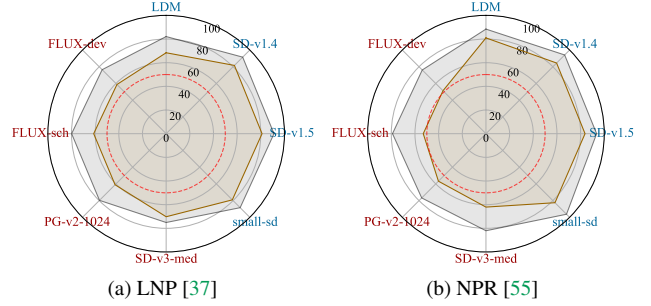 LDM
SD-v1.4
SD-v1.5
small-sd
SD-v3-med
PG-v2-1024
FLUX-sch
FLUX-dev
0
20
40
60
80
100
(a) LNP [37]
LDM
SD-v1.4
SD-v1.5
small-sd
SD-v3-med
PG-v2-1024
FLUX-sch
FLUX-dev
0
20
40
60
80
100
(b) NPR [55]